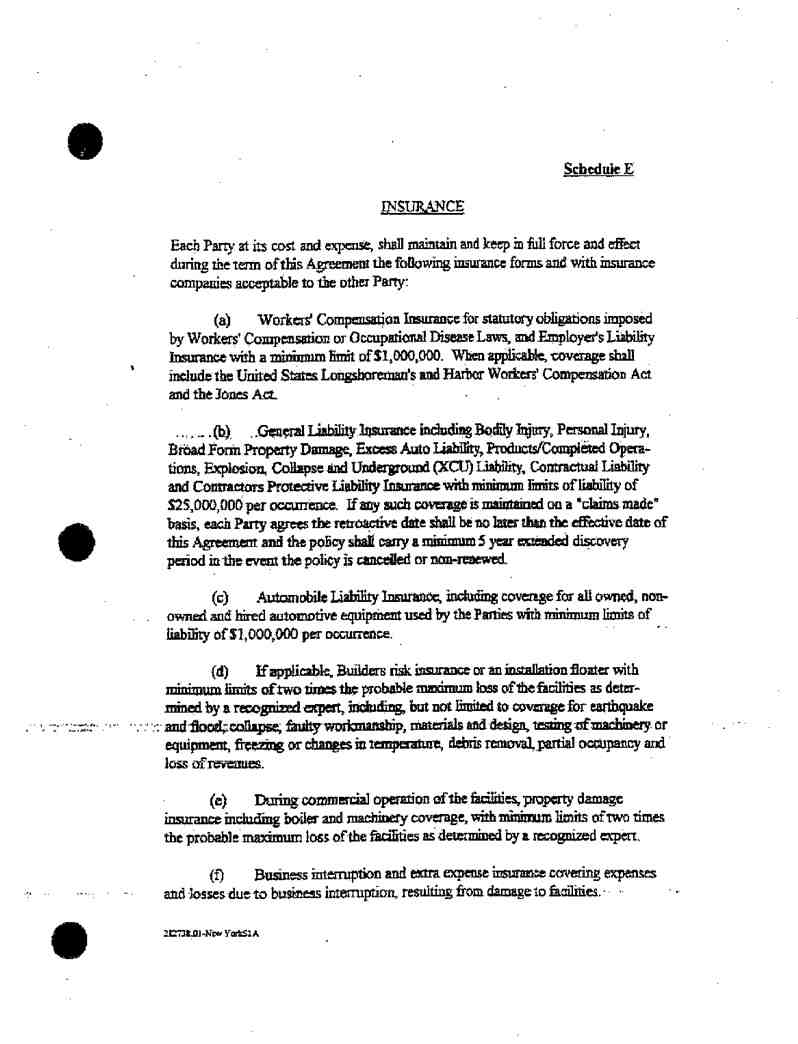 Schedule E
INSURANCE
Each Party at its cost and expense, shall maintain and keep in full force and effect
during the term of this Agreement the following insurance forms and with insurance
companies acceptable to the other Party:
(a) Workers' Compensation Insurance for statutory obligations imposed
by Workers' Compensation or Occupational Disease Laws, and Employer's Liability
Insurance with a minimum limit of $1,000,000. When applicable, coverage shall
include the United States Longshoreman's and Harbor Workers' Compensation Act
and the Jones Act.
(b) General Liability Insurance including Bodily Injury, Personal Injury,
Broad Form Property Damage, Excess Auto Liability, Products/Completed Opera-
tions, Explosion, Collapse and Underground (XCU) Liability, Contractual Liability
and Contractors Protective Liability Insurance with minimum limits of liability of
$25,000,000 per occurrence. If any such coverage is maintained on a "claims made"
basis, each Party agrees the retroactive date shall be no later than the effective date of
this Agreement and the policy shall carry a minimum 5 year extended discovery
period in the event the policy is cancelled or non-renewed.
(c) Automobile Liability Insurance, including coverage for all owned, non-
owned and hired automotive equipment used by the Parties with minimum limits of
liability of $1,000,000 per occurrence.
(d) If applicable, Builders risk insurance or an installation floater with
minimum limits of two times the probable maximum loss of the facilities as deter-
mined by a recognized expert, including, but not limited to coverage for earthquake
and flood, collapse, faulty workmanship, materials and design, testing of machinery or
equipment, freezing or changes in temperature, debris removal, partial occupancy and
loss of revenues.
(e) During commercial operation of the facilities, property damage
insurance including boiler and machinery coverage, with minimum limits of two times
the probable maximum loss of the facilities as determined by a recognized expert.
(f) Business interruption and extra expense insurance covering expenses
and losses due to business interruption, resulting from damage to facilities.
York S1A